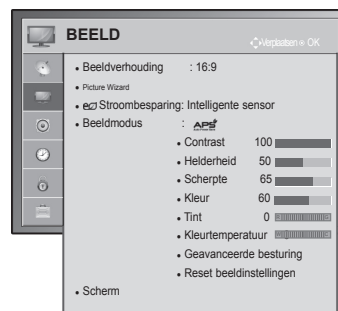 BEELD
Verplaatsen OK
• Beeldverhouding : 16:9
• Picture Wizard
• Stroombesparing: Intelligente sensor
• Beeldmodus : APS
• Contrast 100
• Helderheid 50
• Scherpte 65
• Kleur 60
• Tint 0
• Kleurtemperatuur
• Geavanceerde besturing
• Reset beeldinstellingen
• Scherm